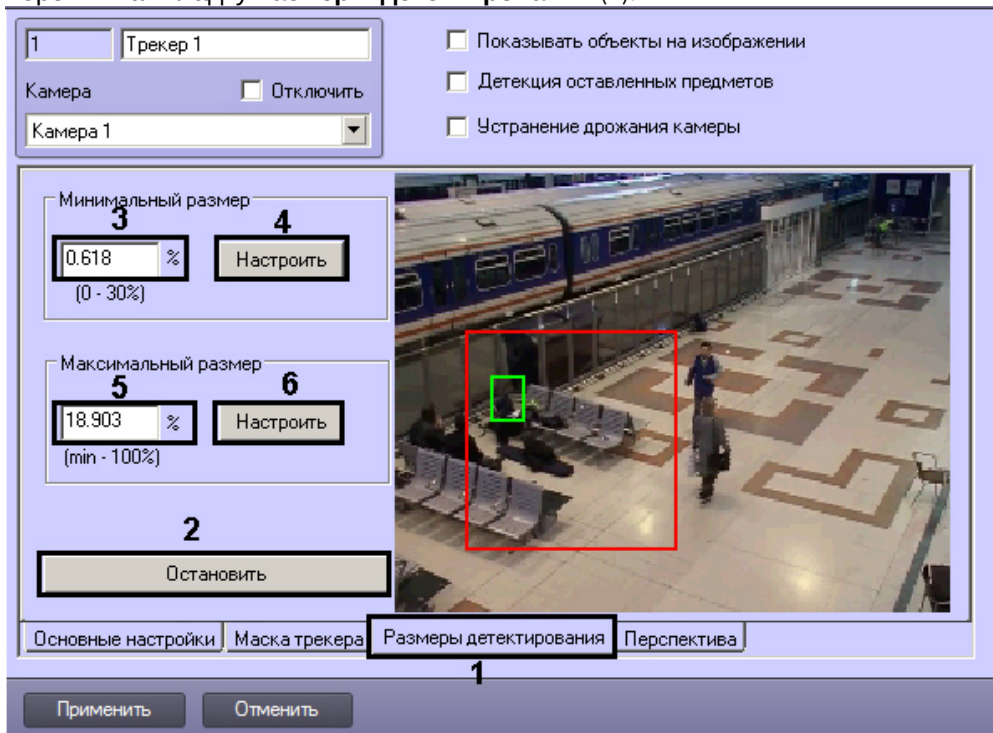 1 Трекер 1
Показывать объекты на изображении
Камера Отключить
Детекция оставленных предметов
Камера 1
Устранение дрожания камеры
Минимальный размер
3 4
0.618 % Настроить
(0 - 30%)
Максимальный размер
5 6
18.903 % Настроить
(min - 100%)
2
Остановить
Основные настройки Маска трекера Размеры детектирования Перспектива
1
Применить Отменить